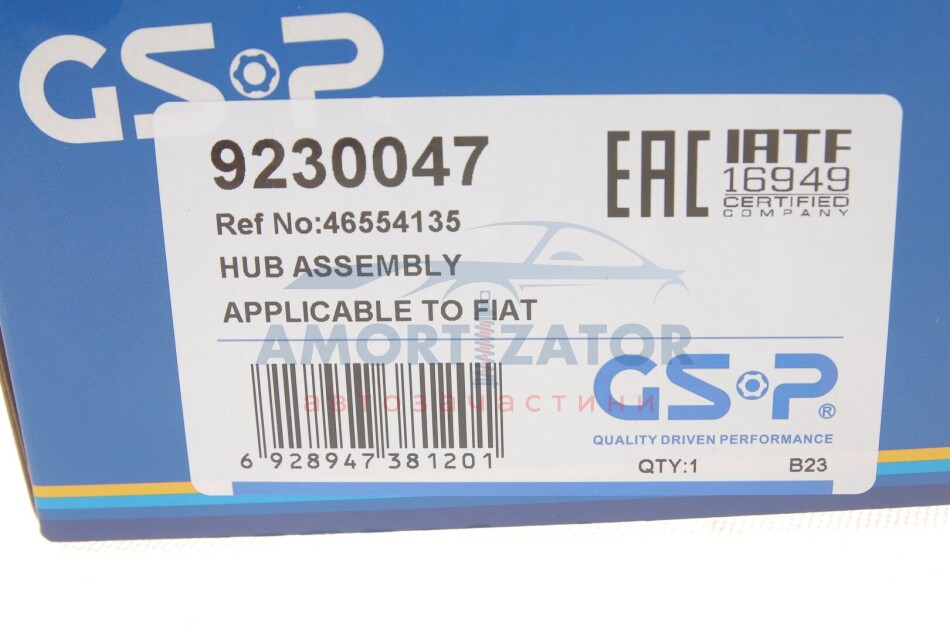 GSP
9230047
EAC
IATF
16949
CERTIFIED
COMPANY
Ref No:46554135
HUB ASSEMBLY
APPLICABLE TO FIAT
AMORTIZATOR
автозачастини
GSP®
QUALITY DRIVEN PERFORMANCE
6 928947 381201
QTY:1 B23